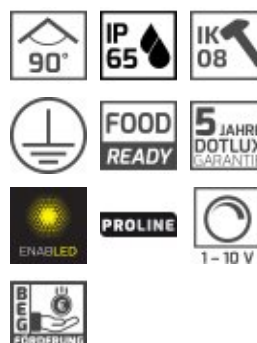 90°
IP
65
IK
08
FOOD
READY
5 JAHRE
DOTLUX
GARANTIE
ENABLED
PROLINE
1 – 10 V
BEG
FÖRDERUNG